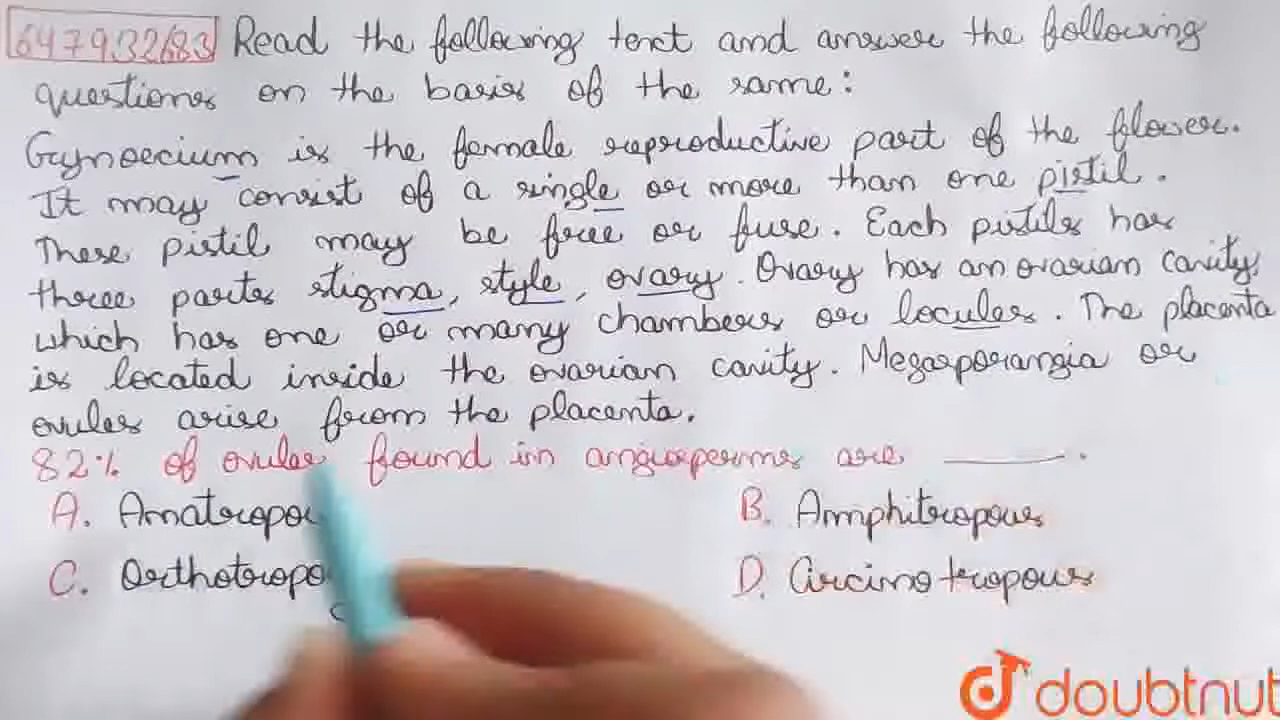 647932683 Read the following text and answer the following
questions on the basis of the same:
Gynoecium is the female reproductive part of the flower.
It may consist of a single or more than one pistil.
These pistil may be free or fuse. Each pistils has
three parts stigma, style, ovary. Ovary has an ovarian cavity,
which has one or many chambers or locules. The placenta
is located inside the ovarian cavity. Megasporangia or
ovules arise from the placenta.
82% of ovules found in angiosperms are ______.
A. Anatropou B. Amphitropous
C. Orthotropo D. Circinotropous
doubtnut